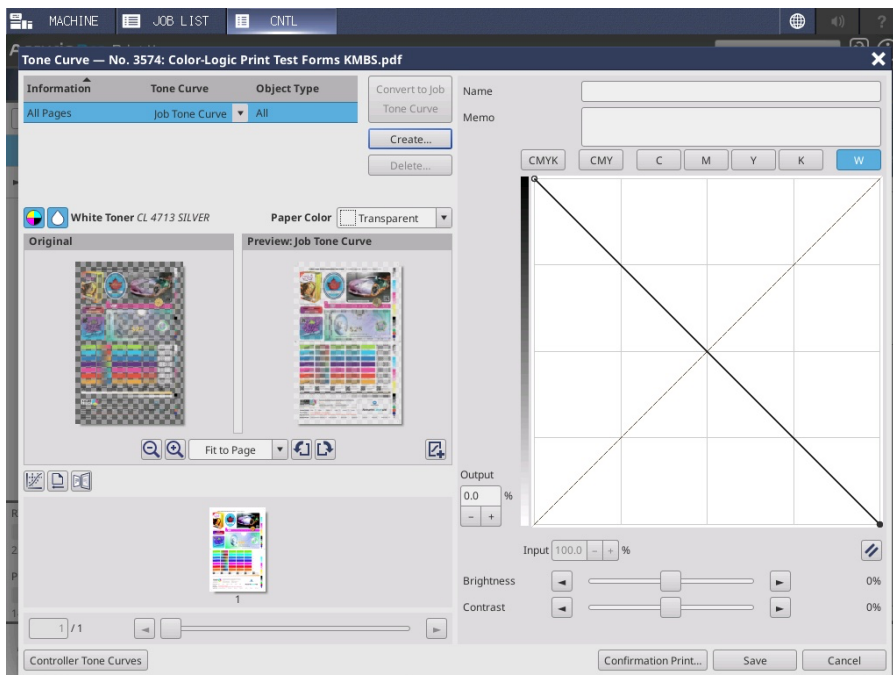 MACHINE JOB LIST CNTL ?
Tone Curve — No. 3574: Color-Logic Print Test Forms KMBS.pdf
Information Tone Curve Object Type
All Pages Job Tone Curve All
Convert to Job
Tone Curve
Create...
Delete...
Name
Memo
CMYK CMY C M Y K W
White Toner CL 4713 SILVER Paper Color Transparent
Original Preview: Job Tone Curve
Fit to Page
Output
0.0 %
- +
Input 100.0 - + %
Brightness 0%
Contrast 0%
1
1 / 1
Controller Tone Curves Confirmation Print... Save Cancel